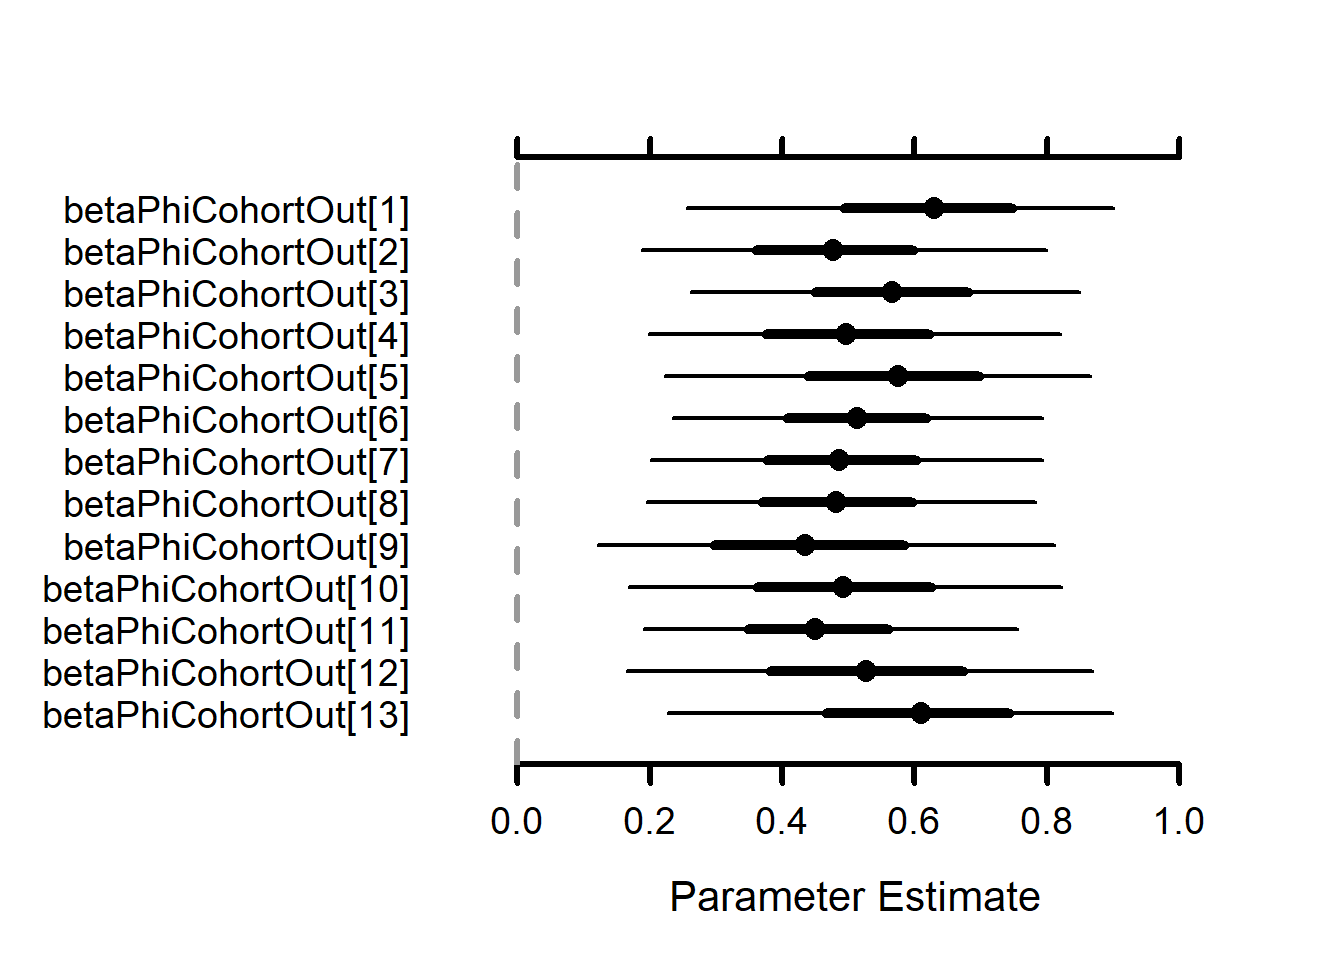 betaPhiCohortOut[1]
betaPhiCohortOut[2]
betaPhiCohortOut[3]
betaPhiCohortOut[4]
betaPhiCohortOut[5]
betaPhiCohortOut[6]
betaPhiCohortOut[7]
betaPhiCohortOut[8]
betaPhiCohortOut[9]
betaPhiCohortOut[10]
betaPhiCohortOut[11]
betaPhiCohortOut[12]
betaPhiCohortOut[13]
0.0 0.2 0.4 0.6 0.8 1.0
Parameter Estimate